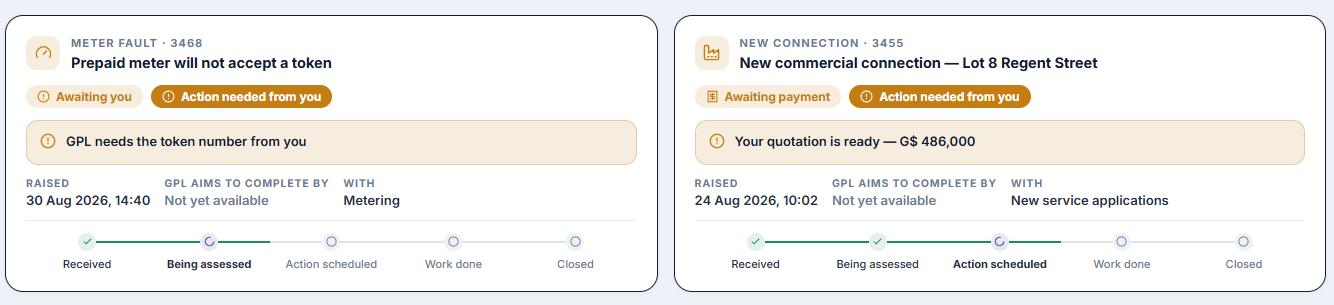 METER FAULT · 3468
Prepaid meter will not accept a token
Awaiting you
Action needed from you
GPL needs the token number from you
RAISED
GPL AIMS TO COMPLETE BY
WITH
30 Aug 2026, 14:40
Not yet available
Metering
Received
Being assessed
Action scheduled
Work done
Closed
NEW CONNECTION · 3455
New commercial connection — Lot 8 Regent Street
Awaiting payment
Action needed from you
Your quotation is ready — G$ 486,000
RAISED
GPL AIMS TO COMPLETE BY
WITH
24 Aug 2026, 10:02
Not yet available
New service applications
Received
Being assessed
Action scheduled
Work done
Closed